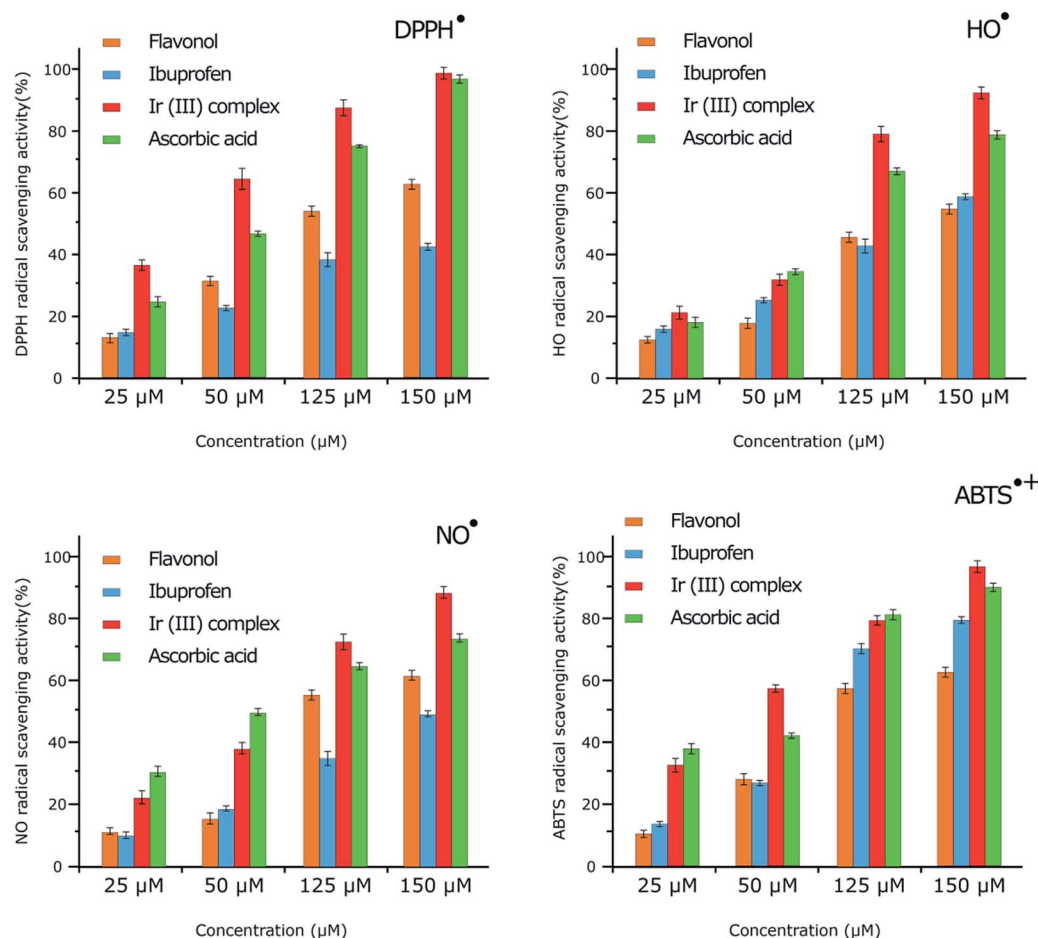 DPPH•
Flavonol
Ibuprofen
Ir (III) complex
Ascorbic acid
DPPH radical scavenging activity(%)
100
80
60
40
20
0
25 µM 50 µM 125 µM 150 µM
Concentration (µM)
HO•
Flavonol
Ibuprofen
Ir (III) complex
Ascorbic acid
HO radical scavenging activity(%)
100
80
60
40
20
0
25 µM 50 µM 125 µM 150 µM
Concentration (µM)
NO•
Flavonol
Ibuprofen
Ir (III) complex
Ascorbic acid
NO radical scavenging activity(%)
100
80
60
40
20
0
25 µM 50 µM 125 µM 150 µM
Concentration (µM)
ABTS•+
Flavonol
Ibuprofen
Ir (III) complex
Ascorbic acid
ABTS radical scavenging activity(%)
100
80
60
40
20
0
25 µM 50 µM 125 µM 150 µM
Concentration (µM)